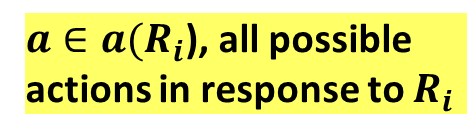 a ∈ a(Rᵢ), all possible
actions in response to Rᵢ